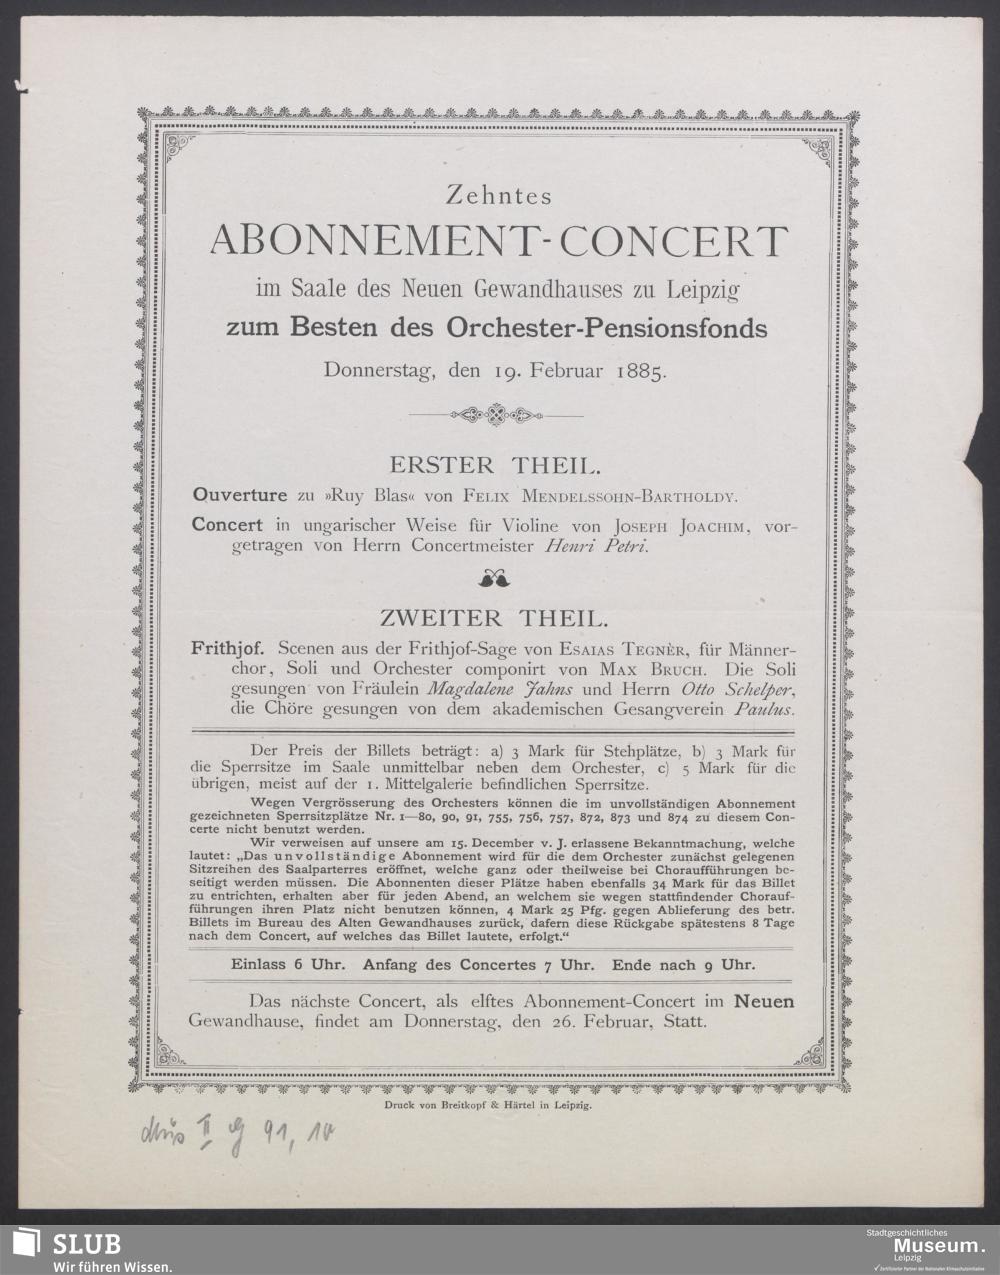 Zehntes
ABONNEMENT-CONCERT
im Saale des Neuen Gewandhauses zu Leipzig
zum Besten des Orchester-Pensionsfonds
Donnerstag, den 19. Februar 1885.
ERSTER THEIL.
Ouverture zu »Ruy Blas« von FELIX MENDELSSOHN-BARTHOLDY.
Concert in ungarischer Weise für Violine von JOSEPH JOACHIM, vor-
getragen von Herrn Concertmeister Henri Petri.
ZWEITER THEIL.
Frithjof. Scenen aus der Frithjof-Sage von ESAIAS TEGNÈR, für Männer-
chor, Soli und Orchester componirt von MAX BRUCH. Die Soli
gesungen von Fräulein Magdalene Jahns und Herrn Otto Schelper,
die Chöre gesungen von dem akademischen Gesangverein Paulus.
Der Preis der Billets beträgt: a) 3 Mark für Stehplätze, b) 3 Mark für
die Sperrsitze im Saale unmittelbar neben dem Orchester, c) 5 Mark für die
übrigen, meist auf der 1. Mittelgalerie befindlichen Sperrsitze.
Wegen Vergrösserung des Orchesters können die im unvollständigen Abonnement
gezeichneten Sperrsitzplätze Nr. 1—80, 90, 91, 755, 756, 757, 872, 873 und 874 zu diesem Con-
certe nicht benutzt werden.
Wir verweisen auf unsere am 15. December v. J. erlassene Bekanntmachung, welche
lautet: „Das unvollständige Abonnement wird für die dem Orchester zunächst gelegenen
Sitzreihen des Saalparterres eröffnet, welche ganz oder theilweise bei Choraufführungen be-
seitigt werden müssen. Die Abonnenten dieser Plätze haben ebenfalls 34 Mark für das Billet
zu entrichten, erhalten aber für jeden Abend, an welchem sie wegen stattfindender Chorauf-
führungen ihren Platz nicht benutzen können, 4 Mark 25 Pfg. gegen Ablieferung des betr.
Billets im Bureau des Alten Gewandhauses zurück, dafern diese Rückgabe spätestens 8 Tage
nach dem Concert, auf welches das Billet lautete, erfolgt.“
Einlass 6 Uhr. Anfang des Concertes 7 Uhr. Ende nach 9 Uhr.
Das nächste Concert, als elftes Abonnement-Concert im Neuen
Gewandhause, findet am Donnerstag, den 26. Februar, Statt.
Druck von Breitkopf & Härtel in Leipzig.
Mus II 91, 10
SLUB
Wir führen Wissen.
Stadtgeschichtliches
Museum.
Leipzig
Zertifizierter Partner der Nationalen Klimaschutzinitiative